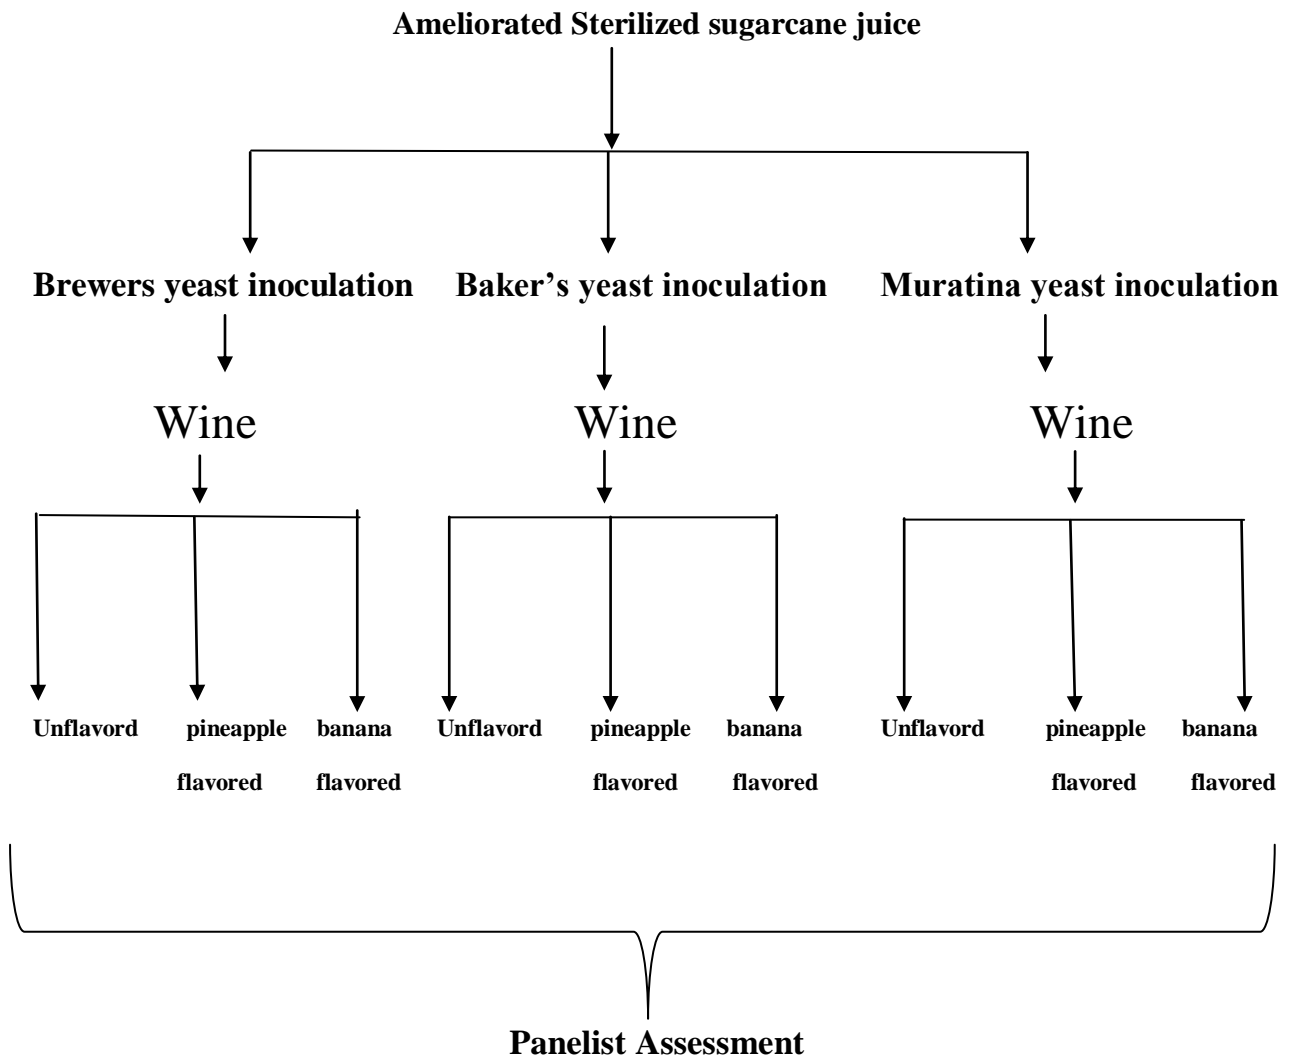 Ameliorated Sterilized sugarcane juice
Brewers yeast inoculation Baker’s yeast inoculation Muratina yeast inoculation
Wine Wine Wine
Unflavord pineapple banana Unflavord pineapple banana Unflavord pineapple banana
flavored flavored flavored flavored flavored flavored
Panelist Assessment